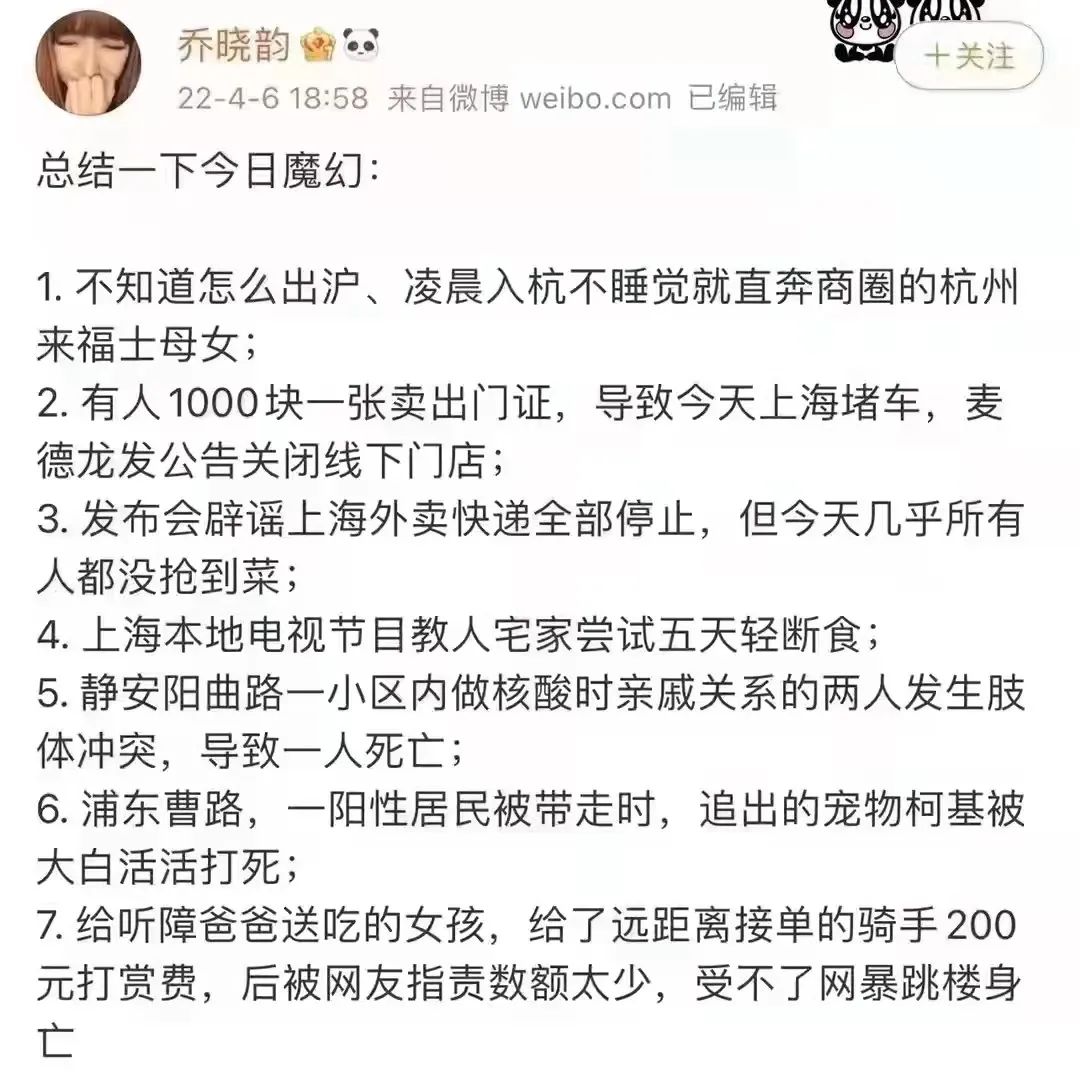 乔晓韵
+关注
22-4-6 18:58 来自微博 weibo.com 已编辑
总结一下今日魔幻：
1. 不知道怎么出沪、凌晨入杭不睡觉就直奔商圈的杭州
来福士母女；
2. 有人1000块一张卖出门证，导致今天上海堵车，麦
德龙发公告关闭线下门店；
3. 发布会辟谣上海外卖快递全部停止，但今天几乎所有
人都没抢到菜；
4. 上海本地电视节目教人宅家尝试五天轻断食；
5. 静安阳曲路一小区内做核酸时亲戚关系的两人发生肢
体冲突，导致一人死亡；
6. 浦东曹路，一阳性居民被带走时，追出的宠物柯基被
大白活活打死；
7. 给听障爸爸送吃的女孩，给了远距离接单的骑手200
元打赏费，后被网友指责数额太少，受不了网暴跳楼身
亡